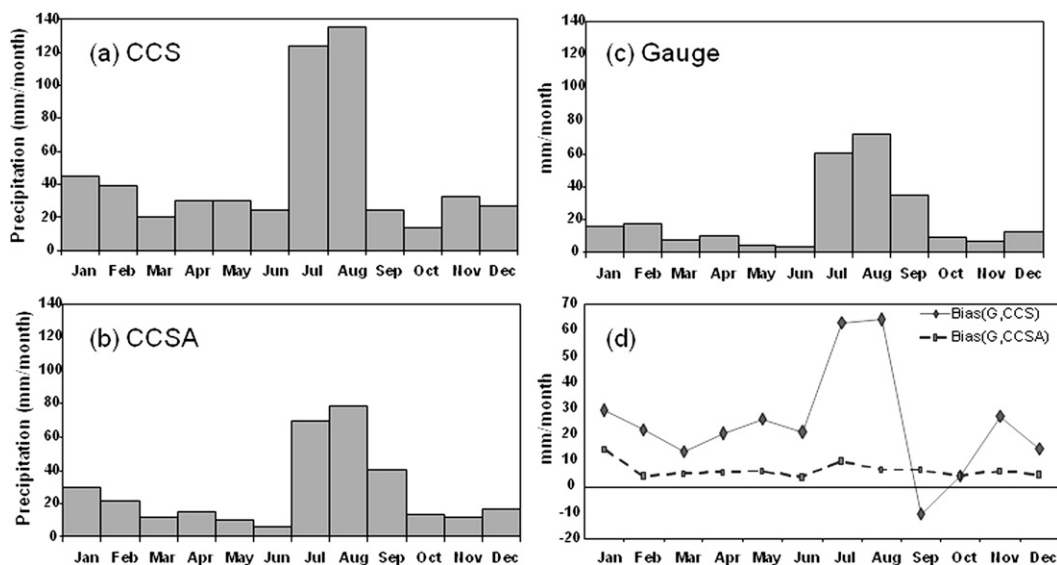 (a) CCS
Precipitation (mm/month)
140
120
100
80
60
40
20
0
Jan Feb Mar Apr May Jun Jul Aug Sep Oct Nov Dec
(c) Gauge
mm/month
140
120
100
80
60
40
20
0
Jan Feb Mar Apr May Jun Jul Aug Sep Oct Nov Dec
(b) CCSA
Precipitation (mm/month)
140
120
100
80
60
40
20
0
Jan Feb Mar Apr May Jun Jul Aug Sep Oct Nov Dec
(d)
Bias(G,CCS)
Bias(G,CCSA)
mm/month
70
60
50
40
30
20
10
0
-10
-20
Jan Feb Mar Apr May Jun Jul Aug Sep Oct Nov Dec